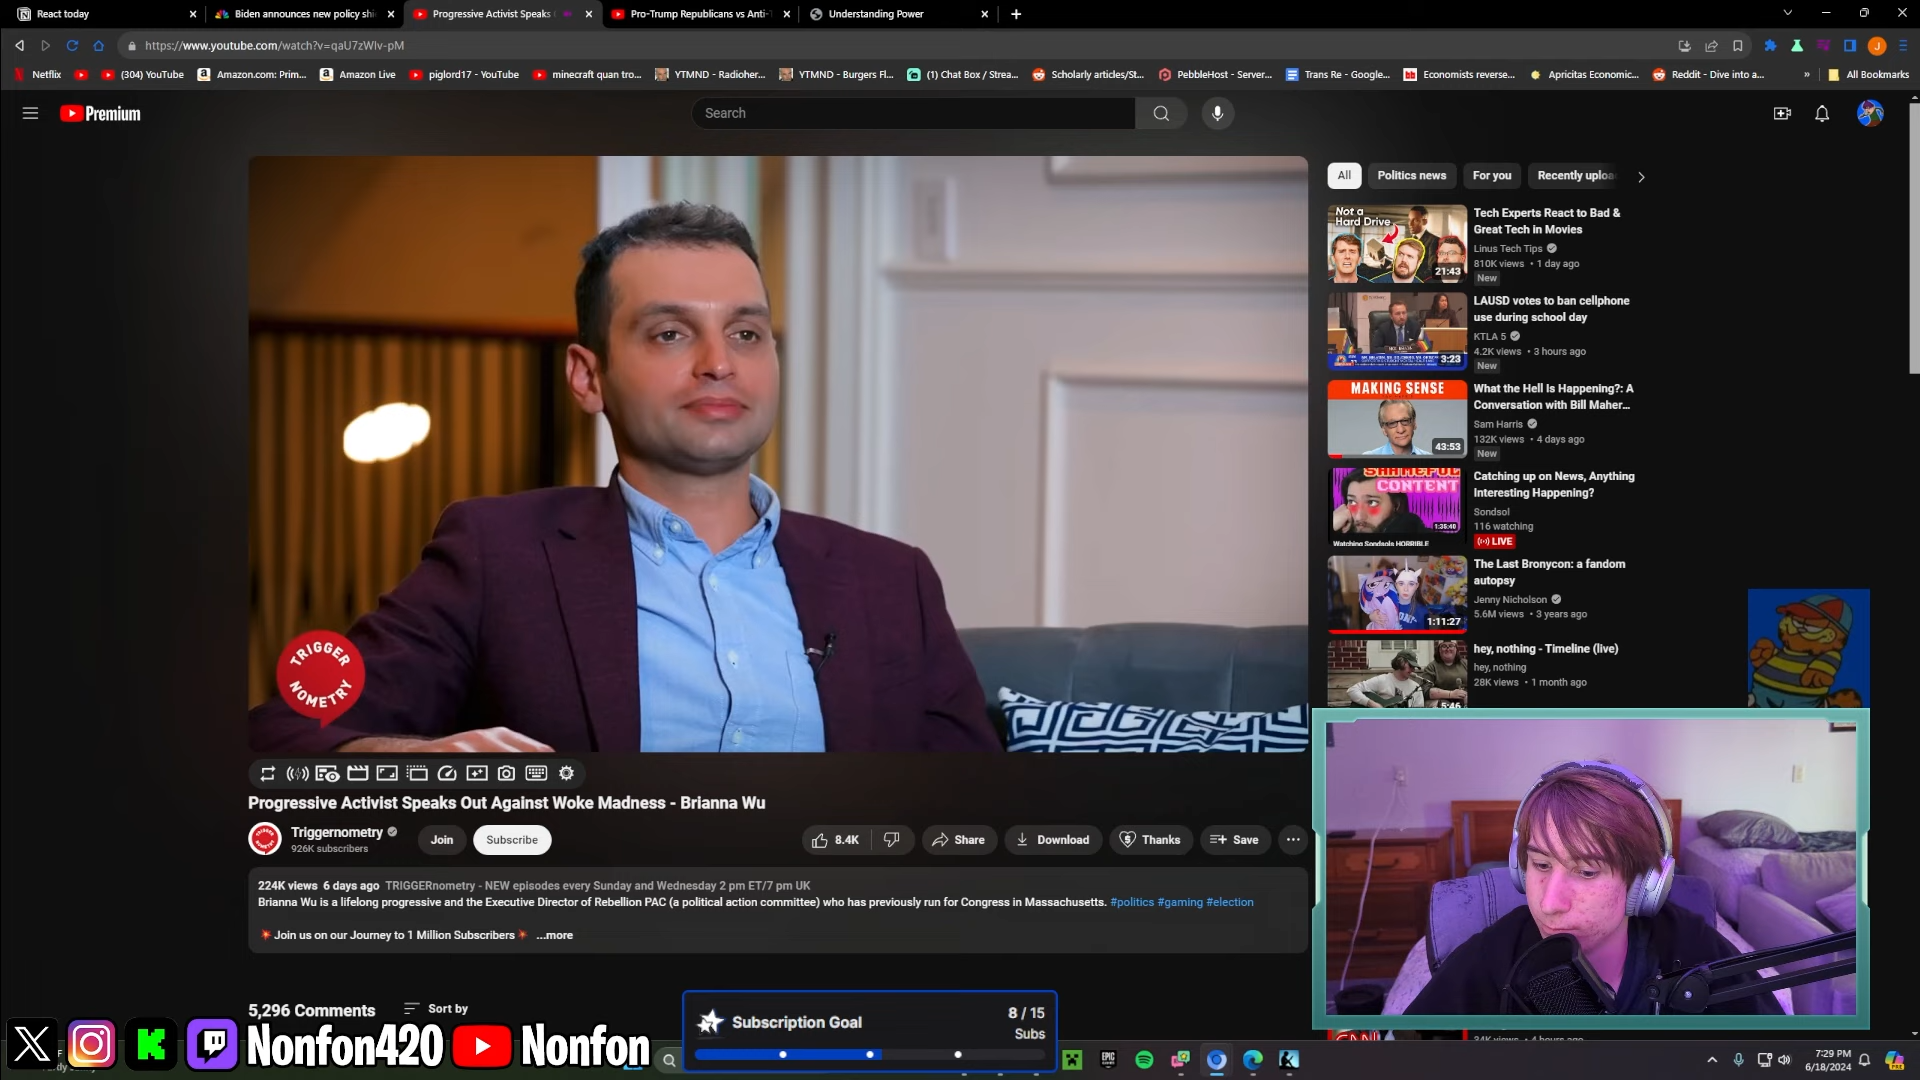 React today
Biden announces new policy shi
Progressive Activist Speaks
Pro-Trump Republicans vs Anti-T
Understanding Power
https://www.youtube.com/watch?v=qaU7zWlv-pM
Netflix
(304) YouTube
Amazon.com: Prim...
Amazon Live
piglord17 - YouTube
minecraft quan tro...
YTMND - Radioher...
YTMND - Burgers Fl...
(1) Chat Box / Strea...
Scholarly articles/St...
PebbleHost - Server...
Trans Re - Google...
Economists reverse...
Apricitas Economic...
Reddit - Dive into a...
»
All Bookmarks
Premium
Search
All
Politics news
For you
Recently uploa
Not a
Hard Drive
21:43
Tech Experts React to Bad &
Great Tech in Movies
Linus Tech Tips
810K views • 1 day ago
New
3:23
LAUSD votes to ban cellphone
use during school day
KTLA 5
4.2K views • 3 hours ago
New
MAKING SENSE
43:53
What the Hell Is Happening?: A
Conversation with Bill Maher...
Sam Harris
132K views • 4 days ago
New
CONTENT
1:35:40
Watching Sondsols HORRIBLE
Catching up on News, Anything
Interesting Happening?
Sondsol
116 watching
LIVE
1:11:27
The Last Bronycon: a fandom
autopsy
Jenny Nicholson
5.6M views • 3 years ago
5:46
hey, nothing - Timeline (live)
hey, nothing
28K views • 1 month ago
TRIGGER
NOMETRY
Progressive Activist Speaks Out Against Woke Madness - Brianna Wu
Triggernometry
926K subscribers
Join
Subscribe
8.4K
Share
Download
Thanks
Save
224K views 6 days ago TRIGGERnometry - NEW episodes every Sunday and Wednesday 2 pm ET/7 pm UK
Brianna Wu is a lifelong progressive and the Executive Director of Rebellion PAC (a political action committee) who has previously run for Congress in Massachusetts. #politics #gaming #election
Join us on our Journey to 1 Million Subscribers ...more
5,296 Comments
Sort by
Nonfon420
Nonfon
Subscription Goal
8 / 15
Subs
EPIC
7:29 PM
6/18/2024